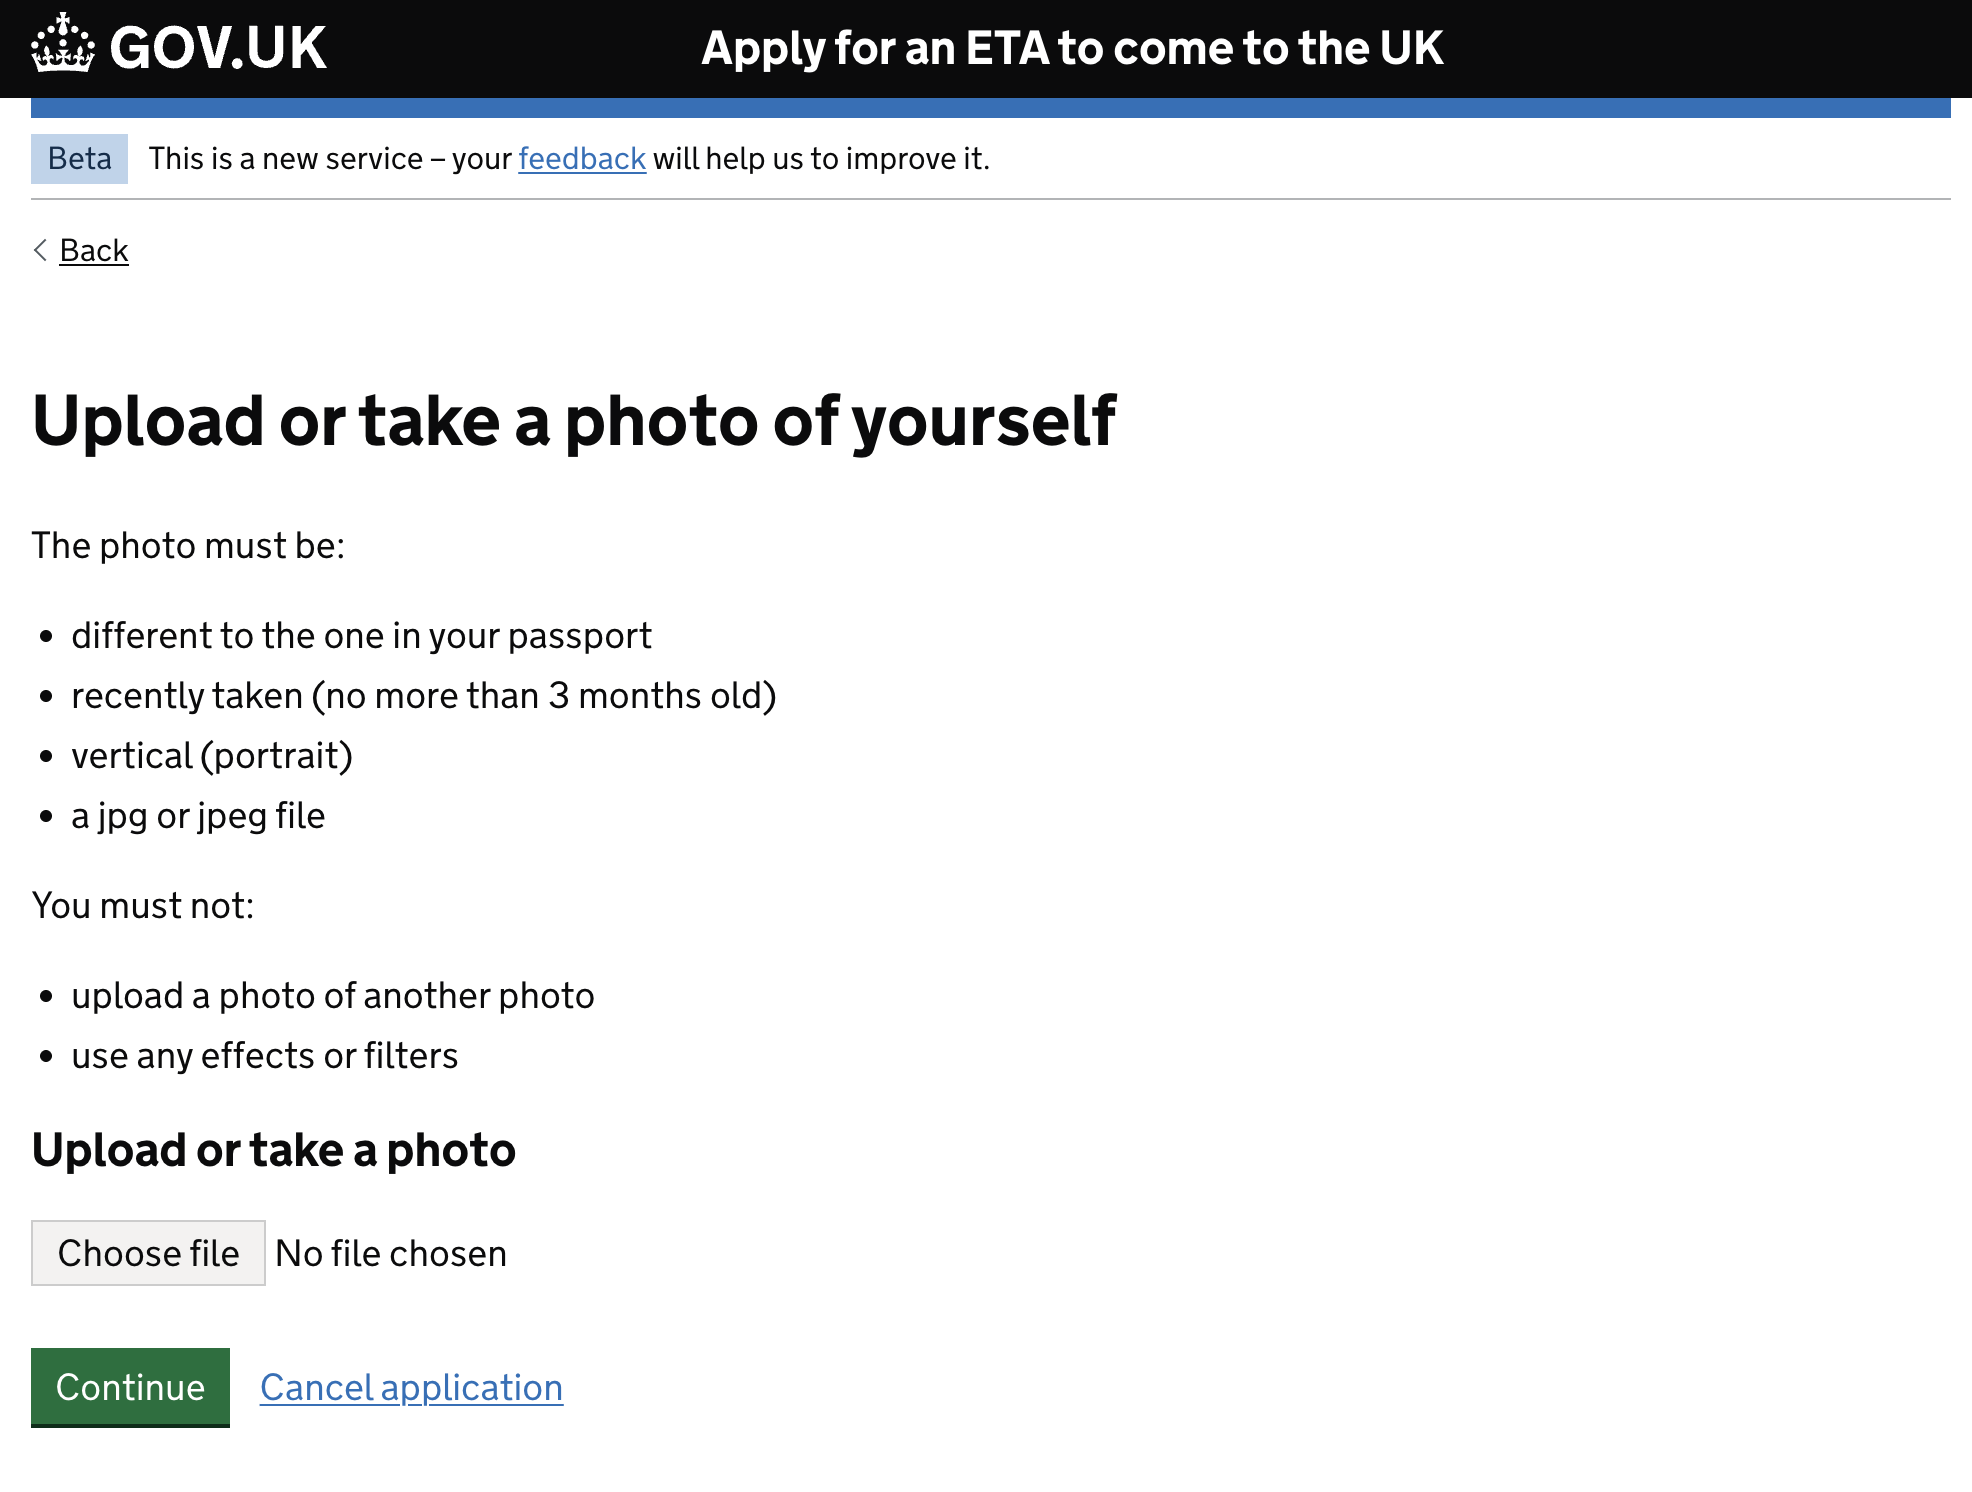 GOV.UK
Apply for an ETA to come to the UK
Beta This is a new service – your feedback will help us to improve it.
Back
Upload or take a photo of yourself
The photo must be:
• different to the one in your passport
• recently taken (no more than 3 months old)
• vertical (portrait)
• a jpg or jpeg file
You must not:
• upload a photo of another photo
• use any effects or filters
Upload or take a photo
Choose file No file chosen
Continue Cancel application